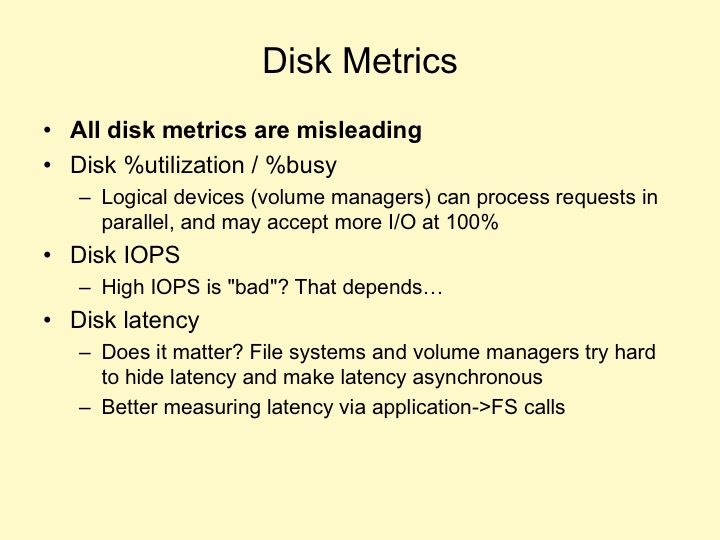 Disk Metrics
• All disk metrics are misleading
• Disk %utilization / %busy
– Logical devices (volume managers) can process requests in
parallel, and may accept more I/O at 100%
• Disk IOPS
– High IOPS is "bad"? That depends…
• Disk latency
– Does it matter? File systems and volume managers try hard
to hide latency and make latency asynchronous
– Better measuring latency via application->FS calls